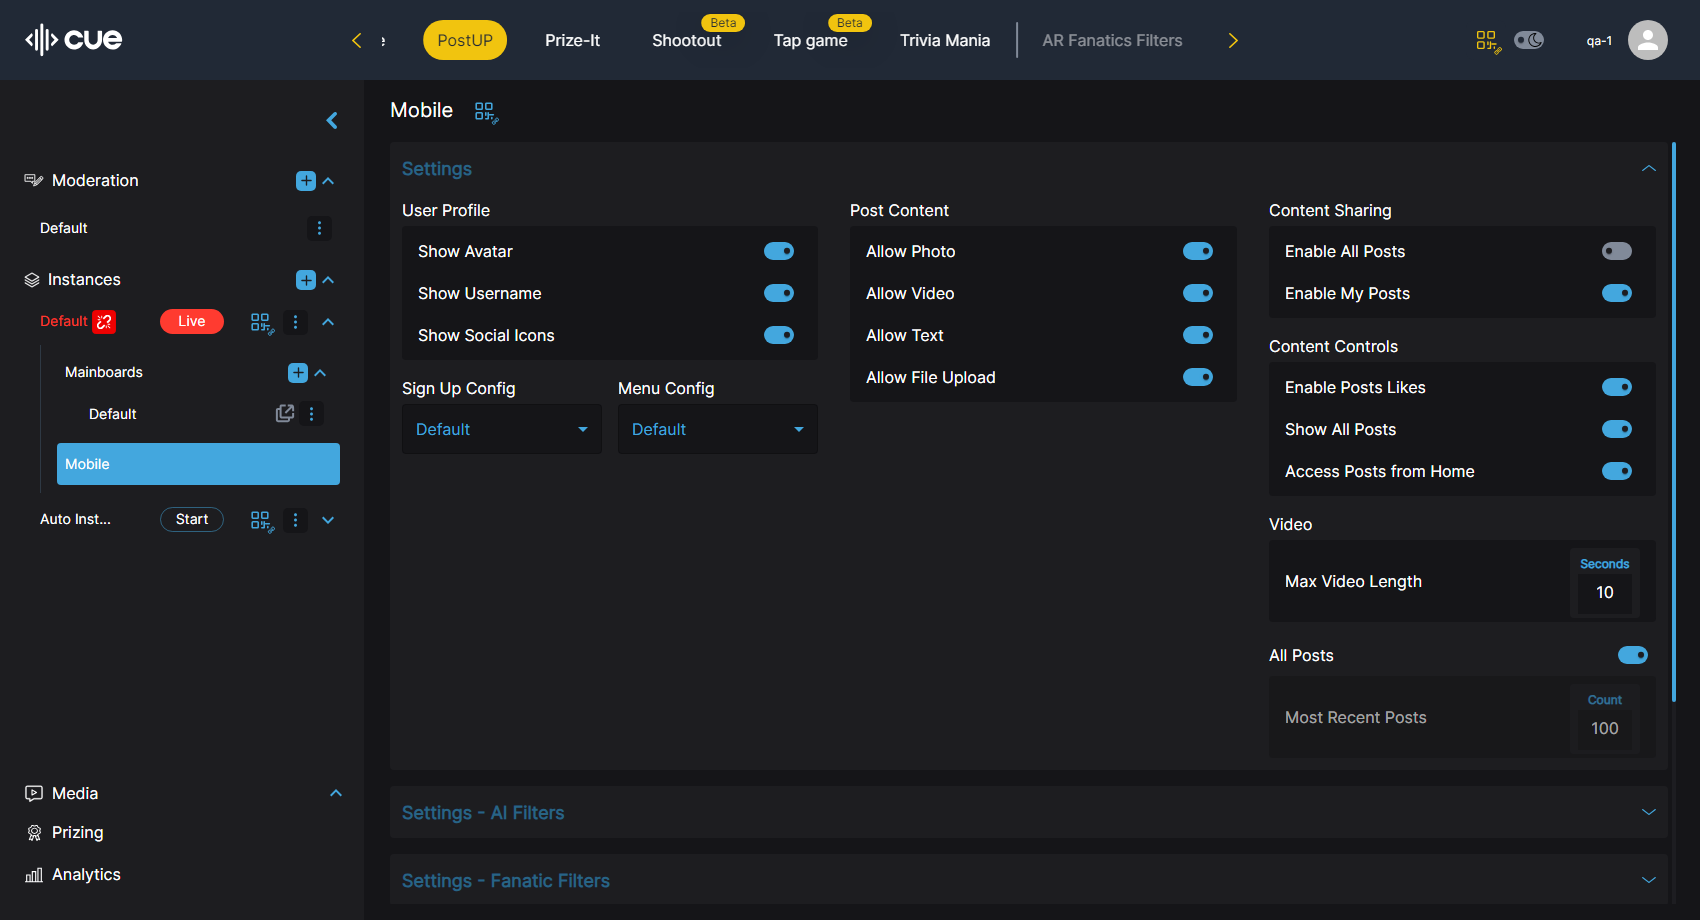 cue
PostUP
Prize-It
Beta
Shootout
Beta
Tap game
Trivia Mania
AR Fanatics Filters
qa-1
Moderation
Default
Instances
Default
Live
Mainboards
Default
Mobile
Auto Inst...
Start
Media
Prizing
Analytics
Mobile
Settings
User Profile
Show Avatar
Show Username
Show Social Icons
Sign Up Config
Default
Menu Config
Default
Post Content
Allow Photo
Allow Video
Allow Text
Allow File Upload
Content Sharing
Enable All Posts
Enable My Posts
Content Controls
Enable Posts Likes
Show All Posts
Access Posts from Home
Video
Max Video Length
Seconds
10
All Posts
Most Recent Posts
Count
100
Settings - AI Filters
Settings - Fanatic Filters